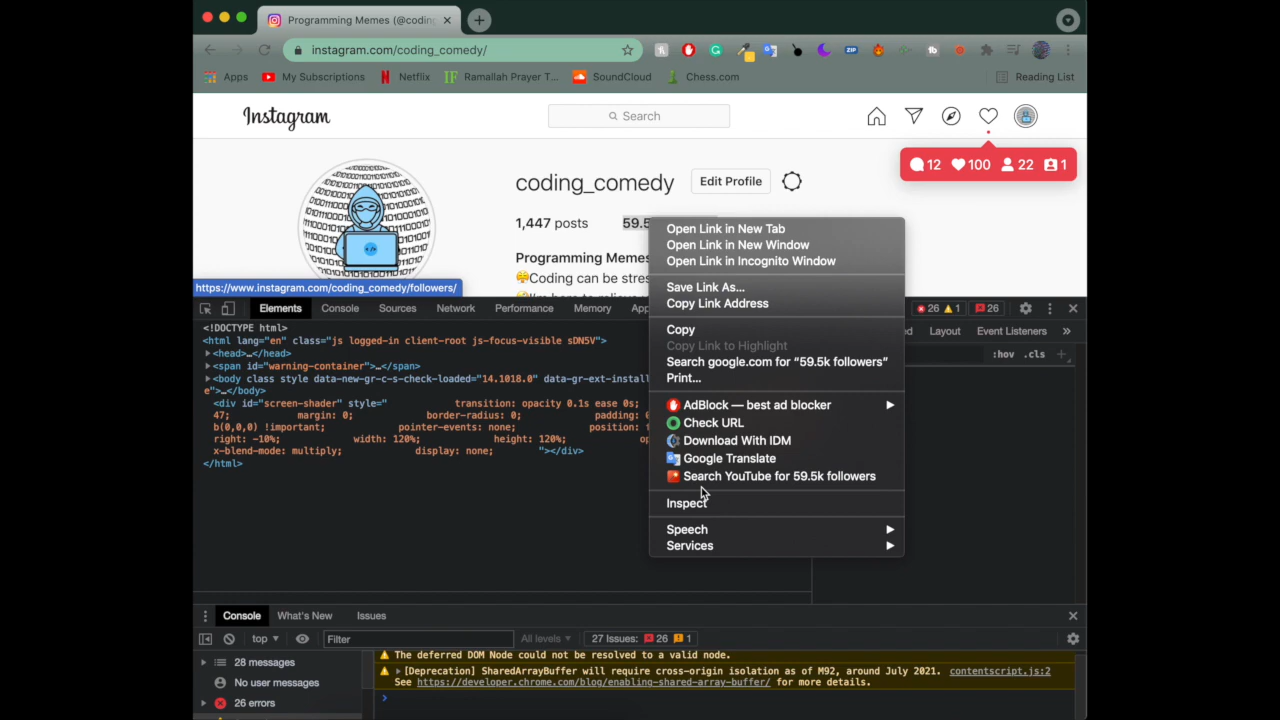 Programming Memes (@coding
instagram.com/coding_comedy/
Apps My Subscriptions Netflix Ramallah Prayer T... SoundCloud Chess.com Reading List
Instagram Search
12 100 22 1
coding_comedy Edit Profile
1,447 posts 59.5
Programming Memes
Coding can be stres
https://www.instagram.com/coding_comedy/followers/
Open Link in New Tab
Open Link in New Window
Open Link in Incognito Window
Save Link As...
Copy Link Address
Copy
Copy Link to Highlight
Search google.com for “59.5k followers”
Print...
AdBlock — best ad blocker
Check URL
Download With IDM
Google Translate
Search YouTube for 59.5k followers
Inspect
Speech
Services
Elements Console Sources Network Performance Memory App 26 1 26
Layout Event Listeners »
:hov .cls +
<!DOCTYPE html>
<html lang="en" class="js logged-in client-root js-focus-visible sDN5V">
<head>…</head>
<span id="warning-container">…</span>
<body class style data-new-gr-c-s-check-loaded="14.1018.0" data-gr-ext-install
e">…</body>
<div id="screen-shader" style=" transition: opacity 0.1s ease 0s;
47; margin: 0; border-radius: 0; padding: 0
b(0,0,0) !important; pointer-events: none; position: f
right: -10%; width: 120%; height: 120%; op
x-blend-mode: multiply; display: none; "></div>
</html>
Console What's New Issues
top Filter All levels 27 Issues: 26 1
28 messages
No user messages
26 errors
The deferred DOM Node could not be resolved to a valid node.
[Deprecation] SharedArrayBuffer will require cross-origin isolation as of M92, around July 2021. contentscript.js:2
See https://developer.chrome.com/blog/enabling-shared-array-buffer/ for more details.